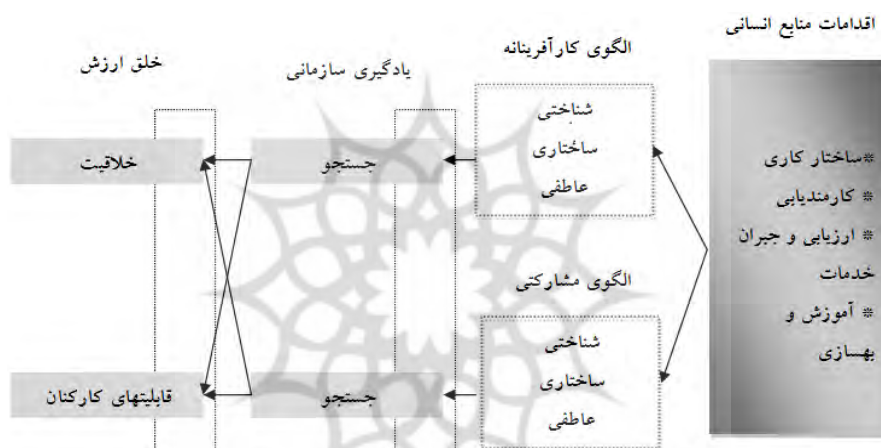 اقدامات منابع انسانی
*ساختار کاری
* کارمندیابی
* ارزیابی و جبران
خدمات
* آموزش و
بهسازی
الگوی کارآفرینانه
شناختی
ساختاری
عاطفی
الگوی مشارکتی
شناختی
ساختاری
عاطفی
یادگیری سازمانی
جستجو
جستجو
خلق ارزش
خلاقیت
قابلیتهای کارکنان